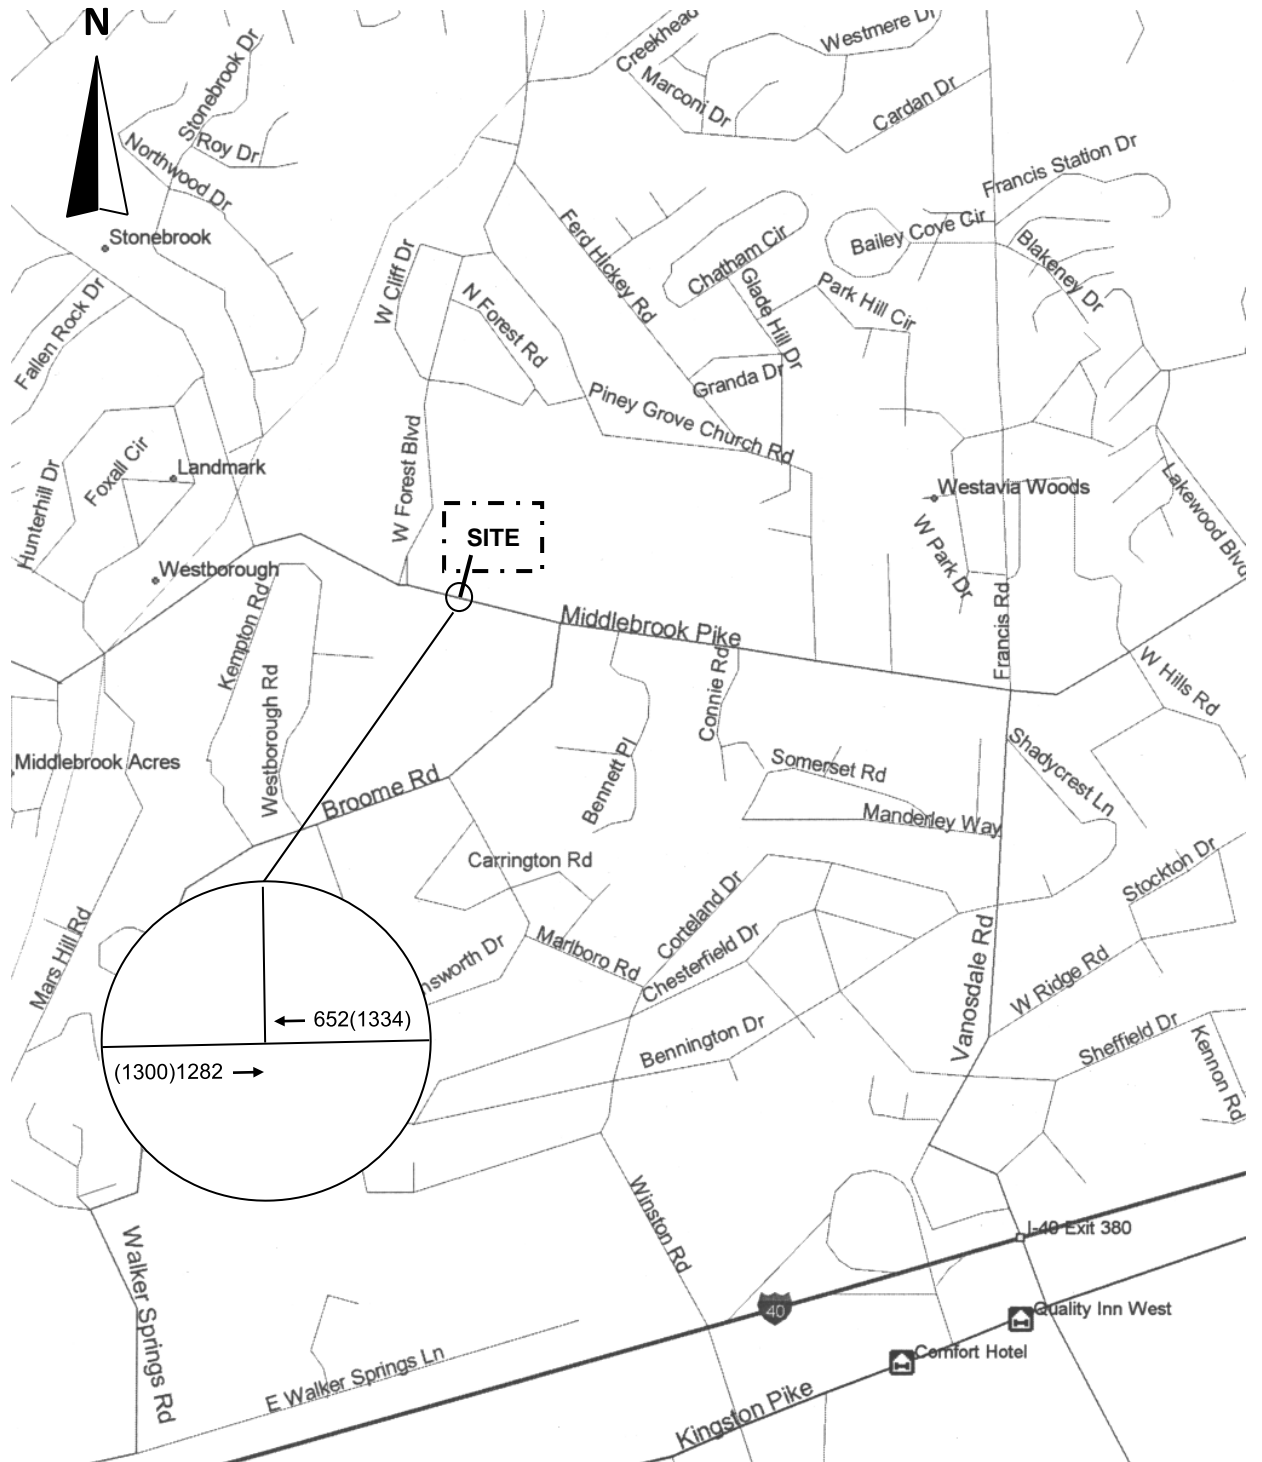 N
Stonebrook Dr
Roy Dr
Northwood Dr
Stonebrook
Fallen Rock Dr
Creekhead
Marconi Dr
Westmere Dr
Cardan Dr
Francis Station Dr
Bailey Cove Cir
Blakeney Dr
Chatham Cir
Ferd Hickey Rd
Glade Hill Dr
Park Hill Cir
W Cliff Dr
N Forest Rd
Granda Dr
Piney Grove Church Rd
W Forest Blvd
Hunterhill Dr
Foxall Cir
Landmark
Westavia Woods
W Park Dr
Lakewood Blvd
SITE
Westborough
Kempton Rd
Westborough Rd
Middlebrook Pike
Francis Rd
Connie Rd
W Hills Rd
Middlebrook Acres
Broome Rd
Bennett Pl
Somerset Rd
Shadycrest Ln
Manderley Way
Carrington Rd
Stockton Dr
Corteland Dr
Marlboro Rd
Chesterfield Dr
Mars Hill Rd
nsworth Dr
Vanosdale Rd
W Ridge Rd
652(1334)
(1300)1282
Bennington Dr
Sheffield Dr
Kennon Rd
Winston Rd
Walker Springs Rd
I-40 Exit 380
40
Quality Inn West
Comfort Hotel
E Walker Springs Ln
Kingston Pike